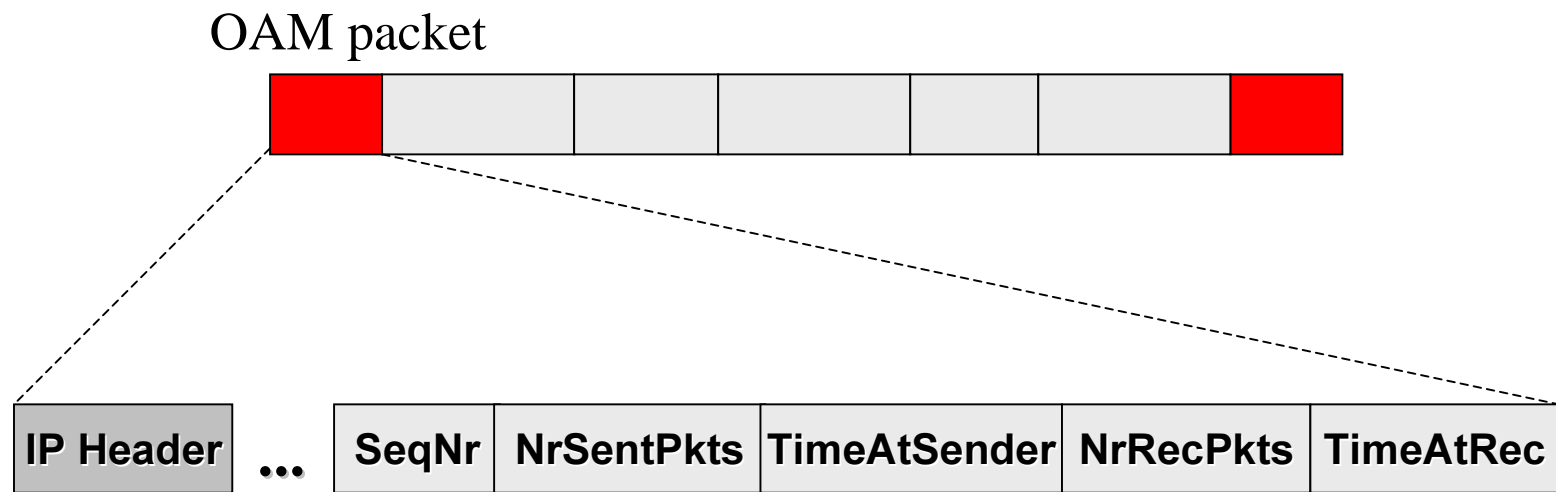 OAM packet
IP Header ... SeqNr NrSentPkts TimeAtSender NrRecPkts TimeAtRec